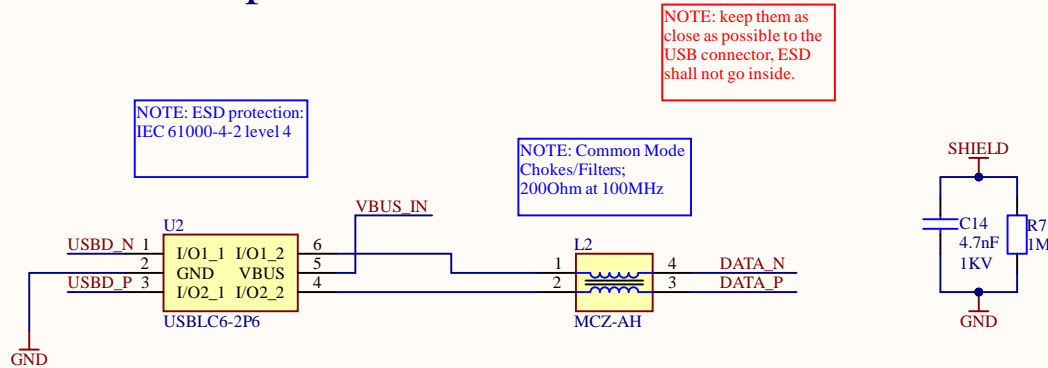 NOTE: keep them as
close as possible to the
USB connector, ESD
shall not go inside.
NOTE: ESD protection:
IEC 61000-4-2 level 4
NOTE: Common Mode
Chokes/Filters;
200Ohm at 100MHz
SHIELD
VBUS_IN
C14
4.7nF
1KV
R7
1M
GND
U2
USBD_N 1 I/O1_1 I/O1_2 6
2 GND VBUS 5
USBD_P 3 I/O2_1 I/O2_2 4
USBLC6-2P6
GND
L2
1 4 DATA_N
2 3 DATA_P
MCZ-AH